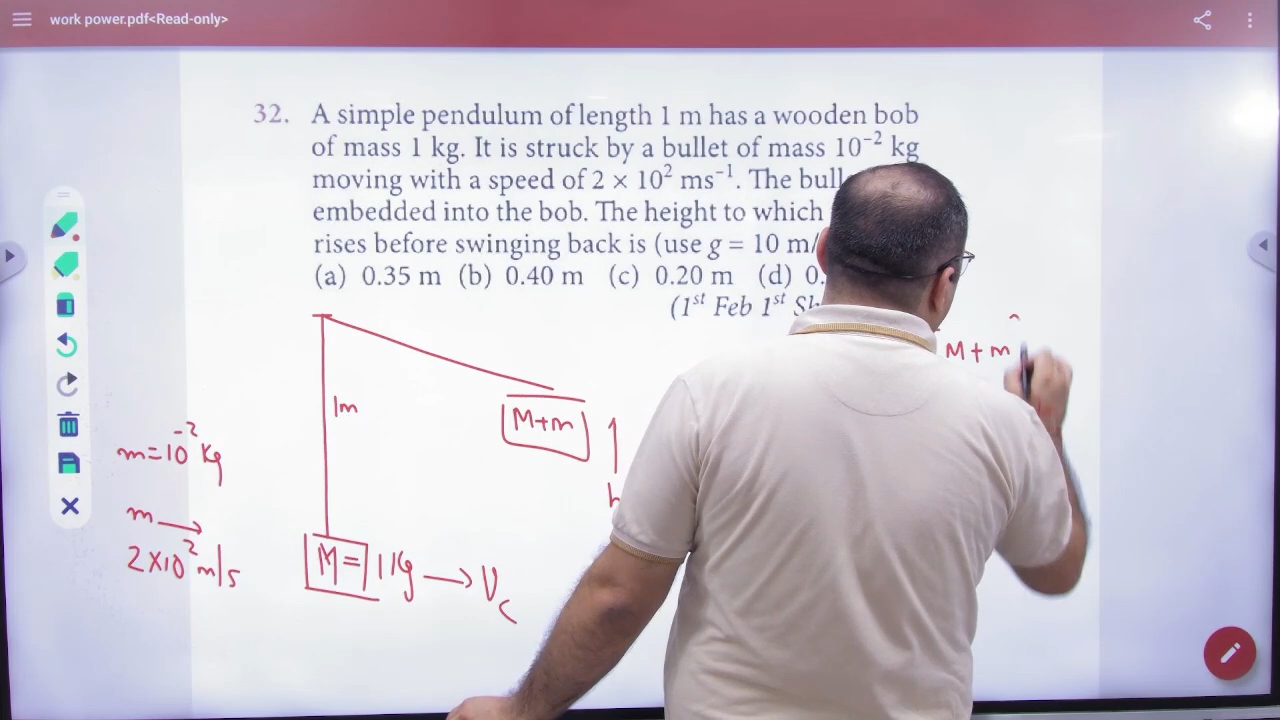 work power.pdf<Read-only>
32. A simple pendulum of length 1 m has a wooden bob
of mass 1 kg. It is struck by a bullet of mass 10⁻² kg
moving with a speed of 2 × 10² ms⁻¹. The bull
embedded into the bob. The height to which
rises before swinging back is (use g = 10 m/
(a) 0.35 m (b) 0.40 m (c) 0.20 m (d) 0.
(1ˢᵗ Feb 1ˢᵗ Sh
M + m
1m
M+m
m=10⁻² Kg
h
m
2×10² m/s
M = 1 Kg → V_c